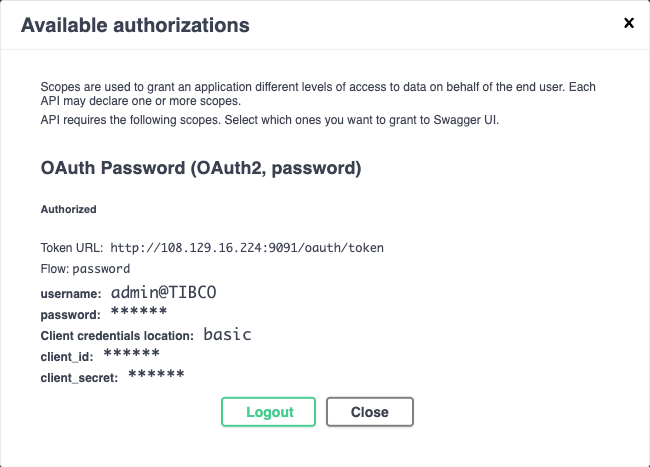 Available authorizations
x
Scopes are used to grant an application different levels of access to data on behalf of the end user. Each
API may declare one or more scopes.
API requires the following scopes. Select which ones you want to grant to Swagger UI.
OAuth Password (OAuth2, password)
Authorized
Token URL: http://108.129.16.224:9091/oauth/token
Flow: password
username: admin@TIBCO
password: ******
Client credentials location: basic
client_id: ******
client_secret: ******
Logout Close